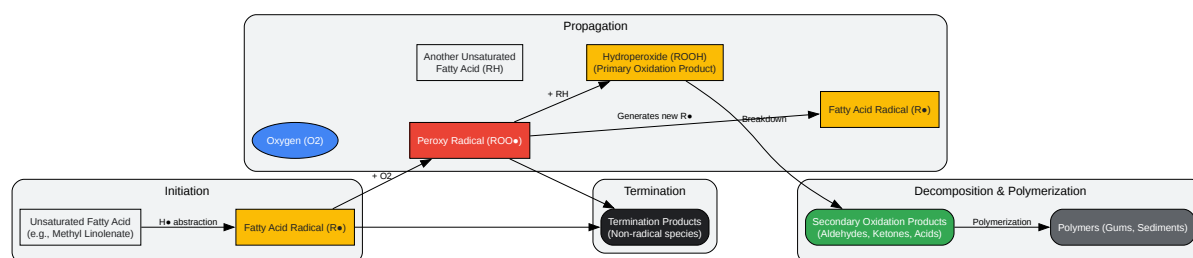 Propagation
Another Unsaturated
Fatty Acid (RH)
Hydroperoxide (ROOH)
(Primary Oxidation Product)
+ RH
Generates new R●
Breakdown
Fatty Acid Radical (R●)
Oxygen (O2)
Peroxy Radical (ROO●)
+ O2
Initiation
Unsaturated Fatty Acid
(e.g., Methyl Linolenate)
H● abstraction
Fatty Acid Radical (R●)
Termination
Termination Products
(Non-radical species)
Decomposition & Polymerization
Secondary Oxidation Products
(Aldehydes, Ketones, Acids)
Polymerization
Polymers (Gums, Sediments)